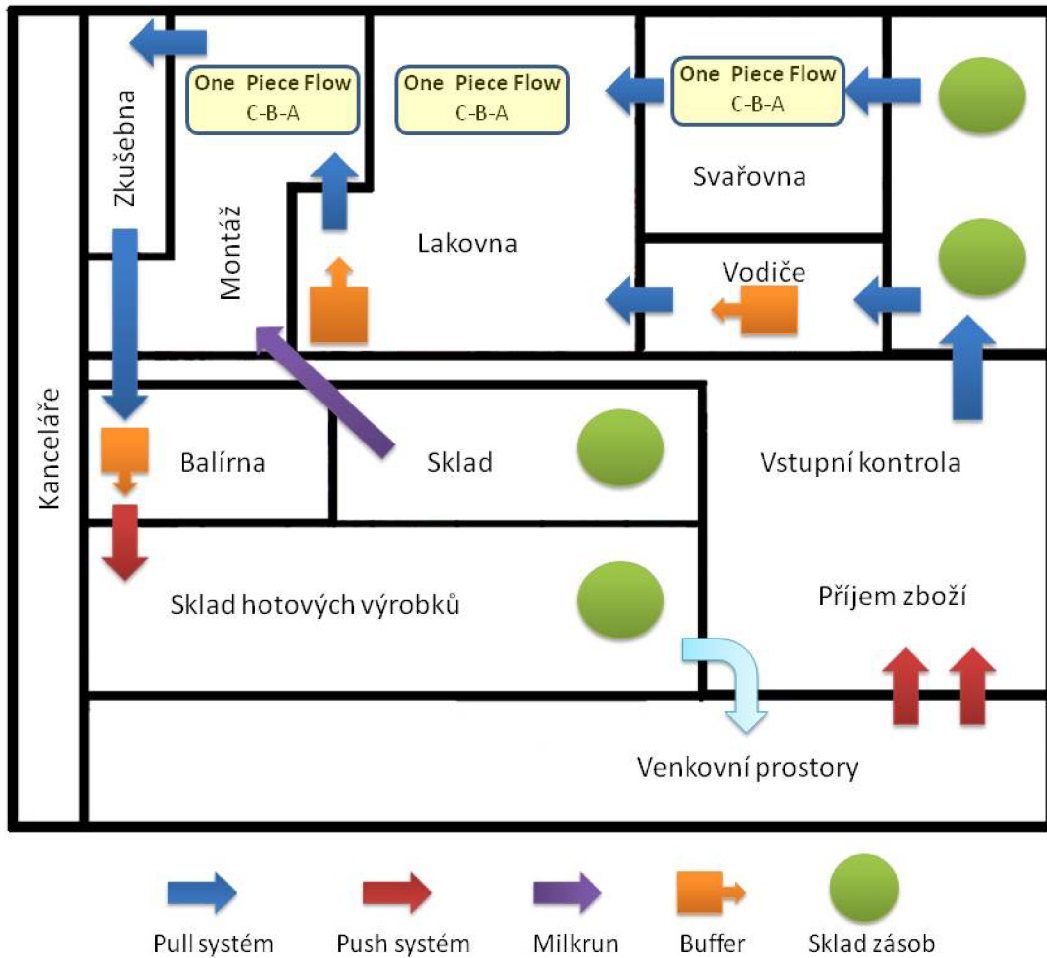 One Piece Flow
C-B-A
One Piece Flow
C-B-A
One Piece Flow
C-B-A
Zkušebna
Montáž
Lakovna
Svařovna
Vodiče
Kanceláře
Balírna
Sklad
Vstupní kontrola
Sklad hotových výrobků
Příjem zboží
Venkovní prostory
Pull systém
Push systém
Milkrun
Buffer
Sklad zásob